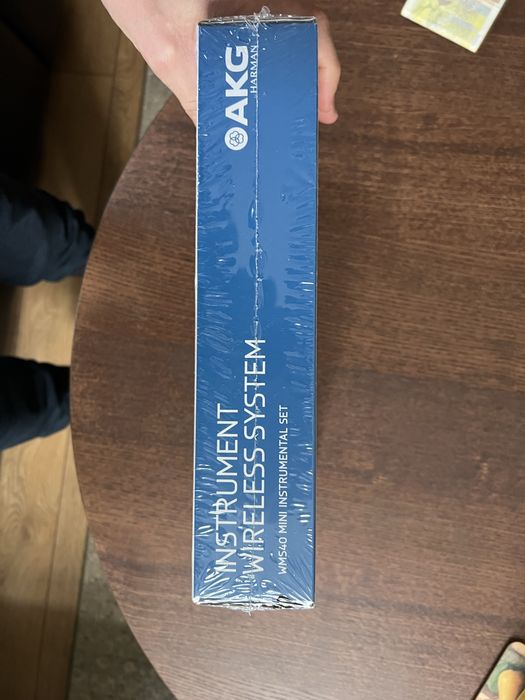 AKG
HARMAN
INSTRUMENT
WIRELESS SYSTEM
WMS40 MINI INSTRUMENTAL SET